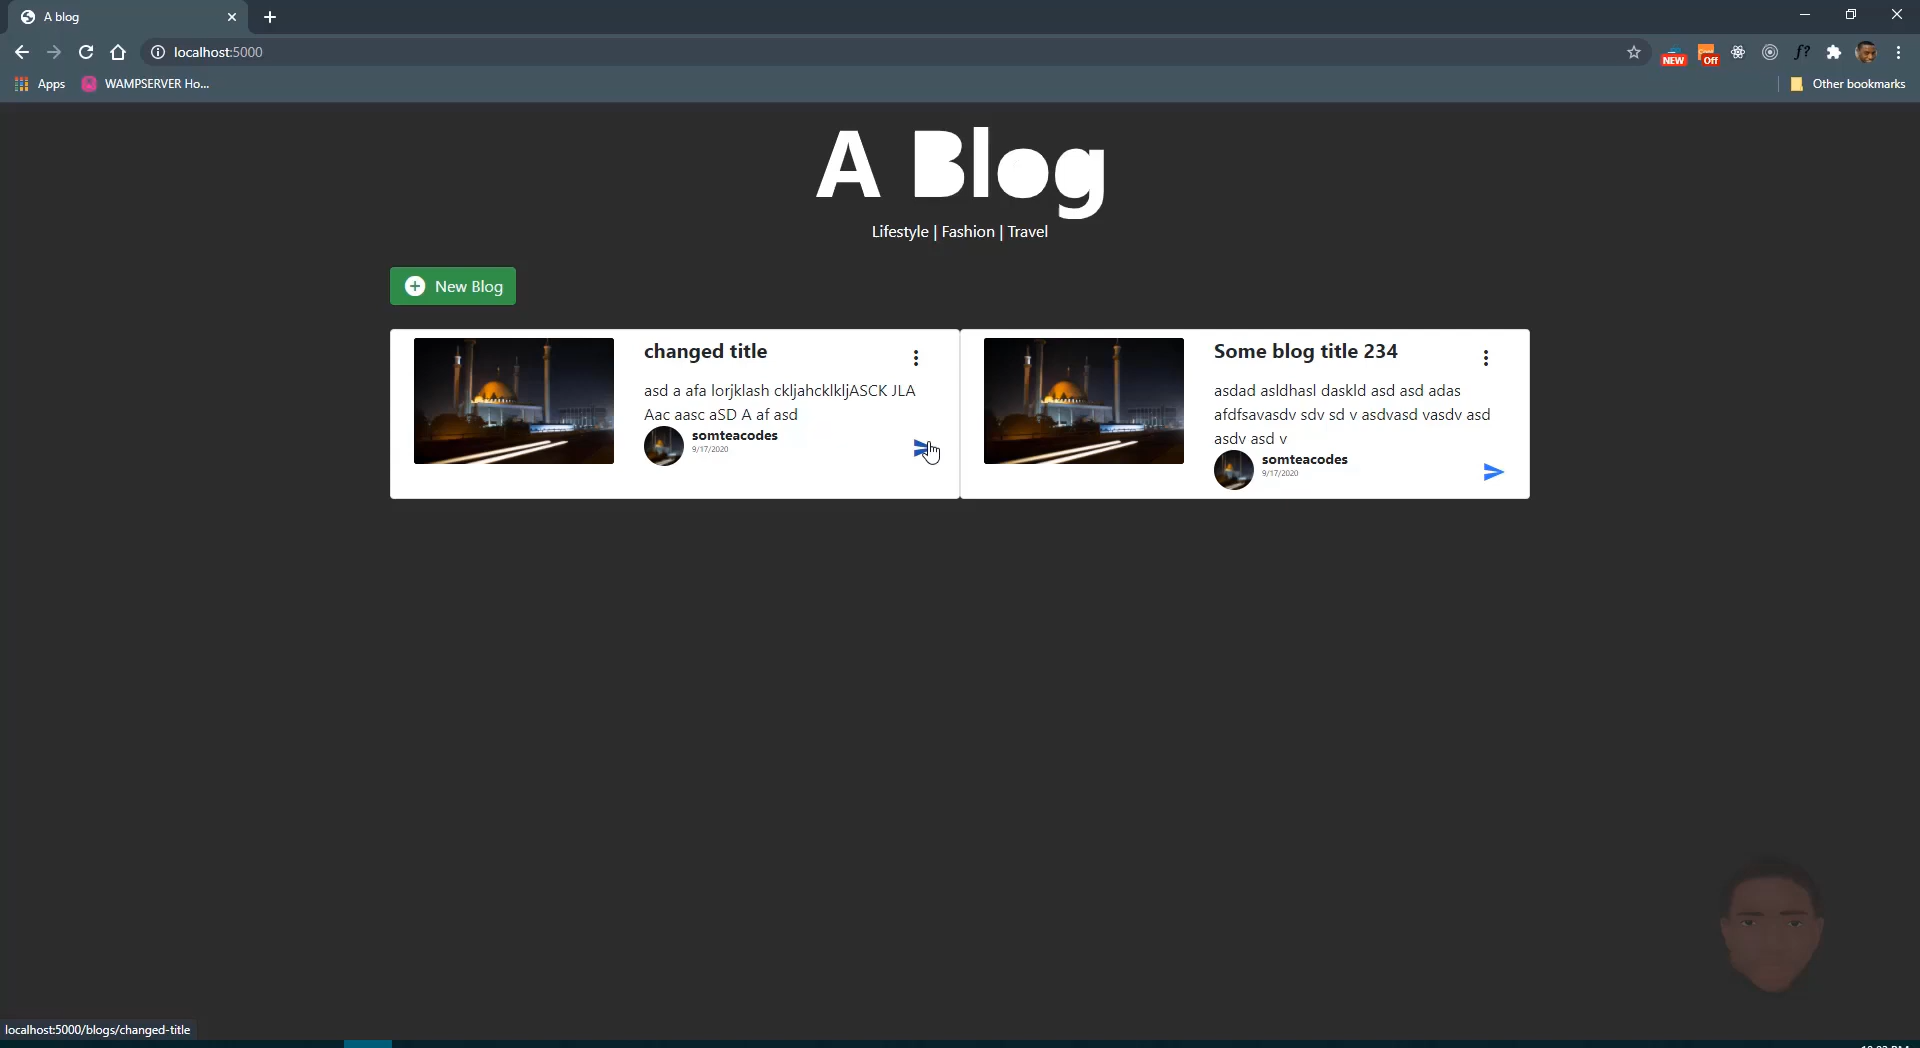 A blog
localhost:5000
NEW
Off
f?
Apps
WAMPSERVER Ho...
Other bookmarks
A Blog
Lifestyle | Fashion | Travel
New Blog
changed title
asd a afa lorjklash ckljahcklkljASCK JLA
Aac aasc aSD A af asd
somteacodes
9/17/2020
Some blog title 234
asdad asldhasl daskld asd asd adas
afdfsavasdv sdv sd v asdvasd vasdv asd
asdv asd v
somteacodes
9/17/2020
localhost:5000/blogs/changed-title